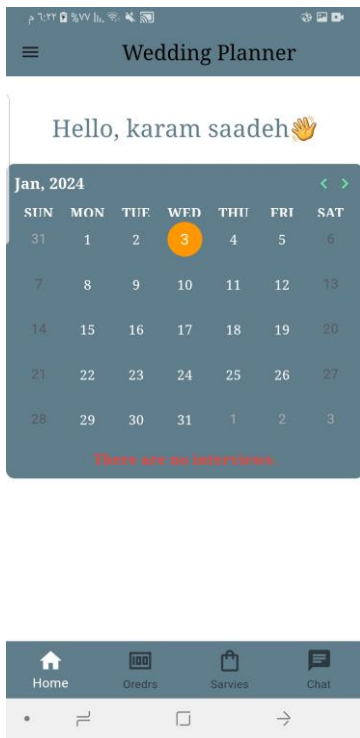 ٦:٢٢ م %٧٧
Wedding Planner
Hello, karam saadeh👋
Jan, 2024 < >
SUN MON TUE WED THU FRI SAT
31 1 2 3 4 5 6
7 8 9 10 11 12 13
14 15 16 17 18 19 20
21 22 23 24 25 26 27
28 29 30 31 1 2 3
There are no interviews.
Home Oredrs Sarvies Chat